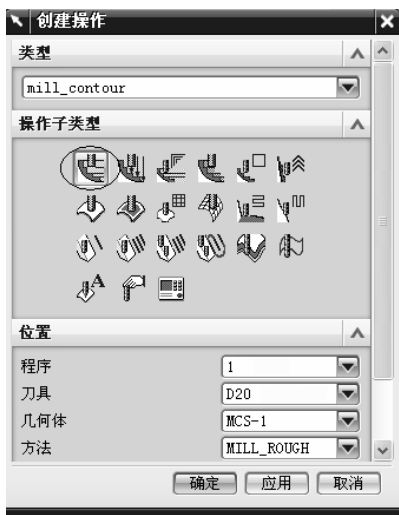 创建操作
类型
mill_contour
操作子类型
A
位置
程序 1
刀具 D20
几何体 MCS-1
方法 MILL_ROUGH
确定 应用 取消